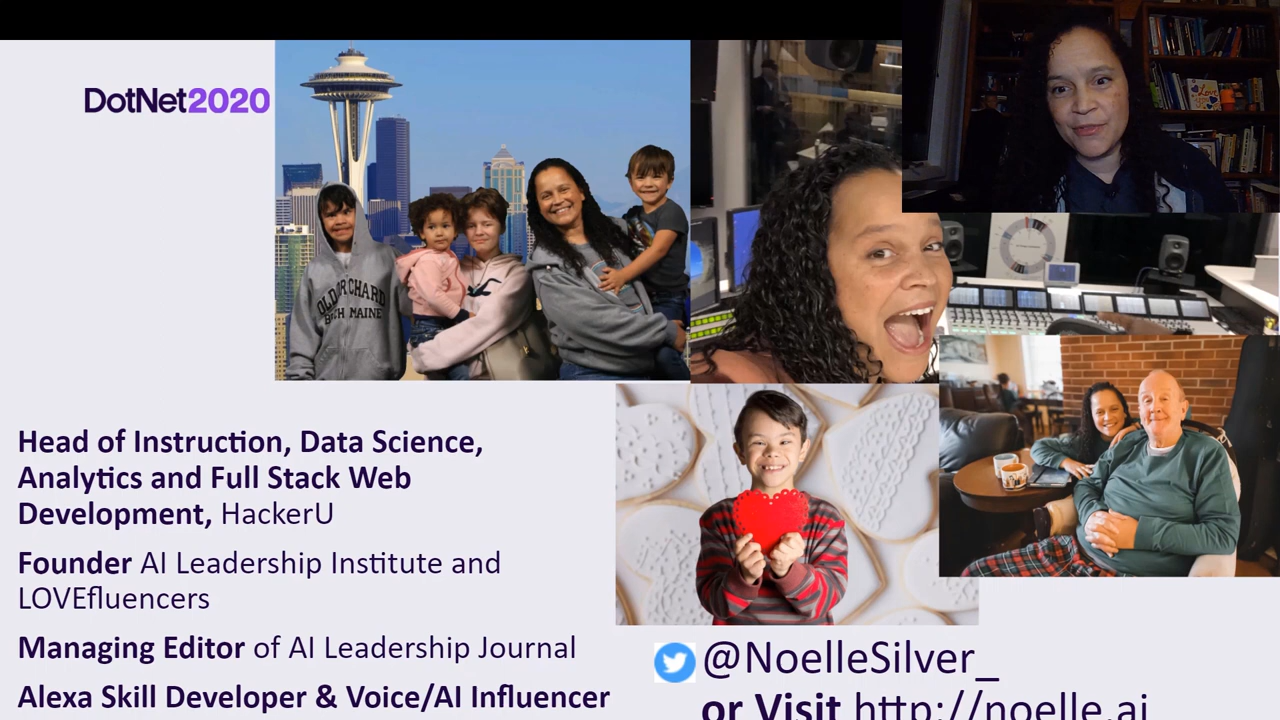 DotNet2020
OLD ORCHARD
BEACH MAINE
Love
Head of Instruction, Data Science,
Analytics and Full Stack Web
Development, HackerU
Founder AI Leadership Institute and
LOVEfluencers
Managing Editor of AI Leadership Journal
Alexa Skill Developer & Voice/AI Influencer
@NoelleSilver_
or Visit http://noelle.ai